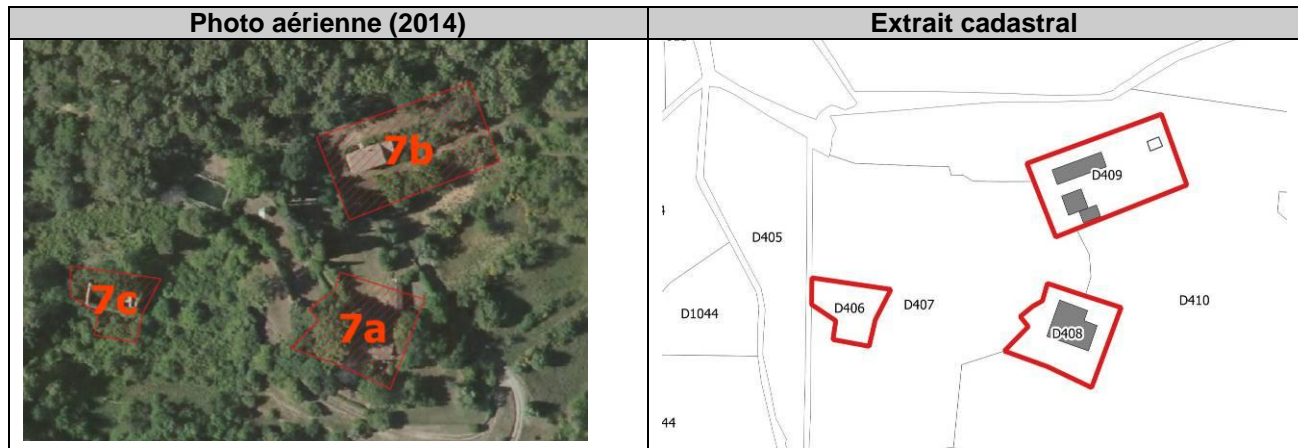 Photo aérienne (2014)
Extrait cadastral
7b
7c
7a
D409
D405
D406
D407
D410
D1044
D408
44